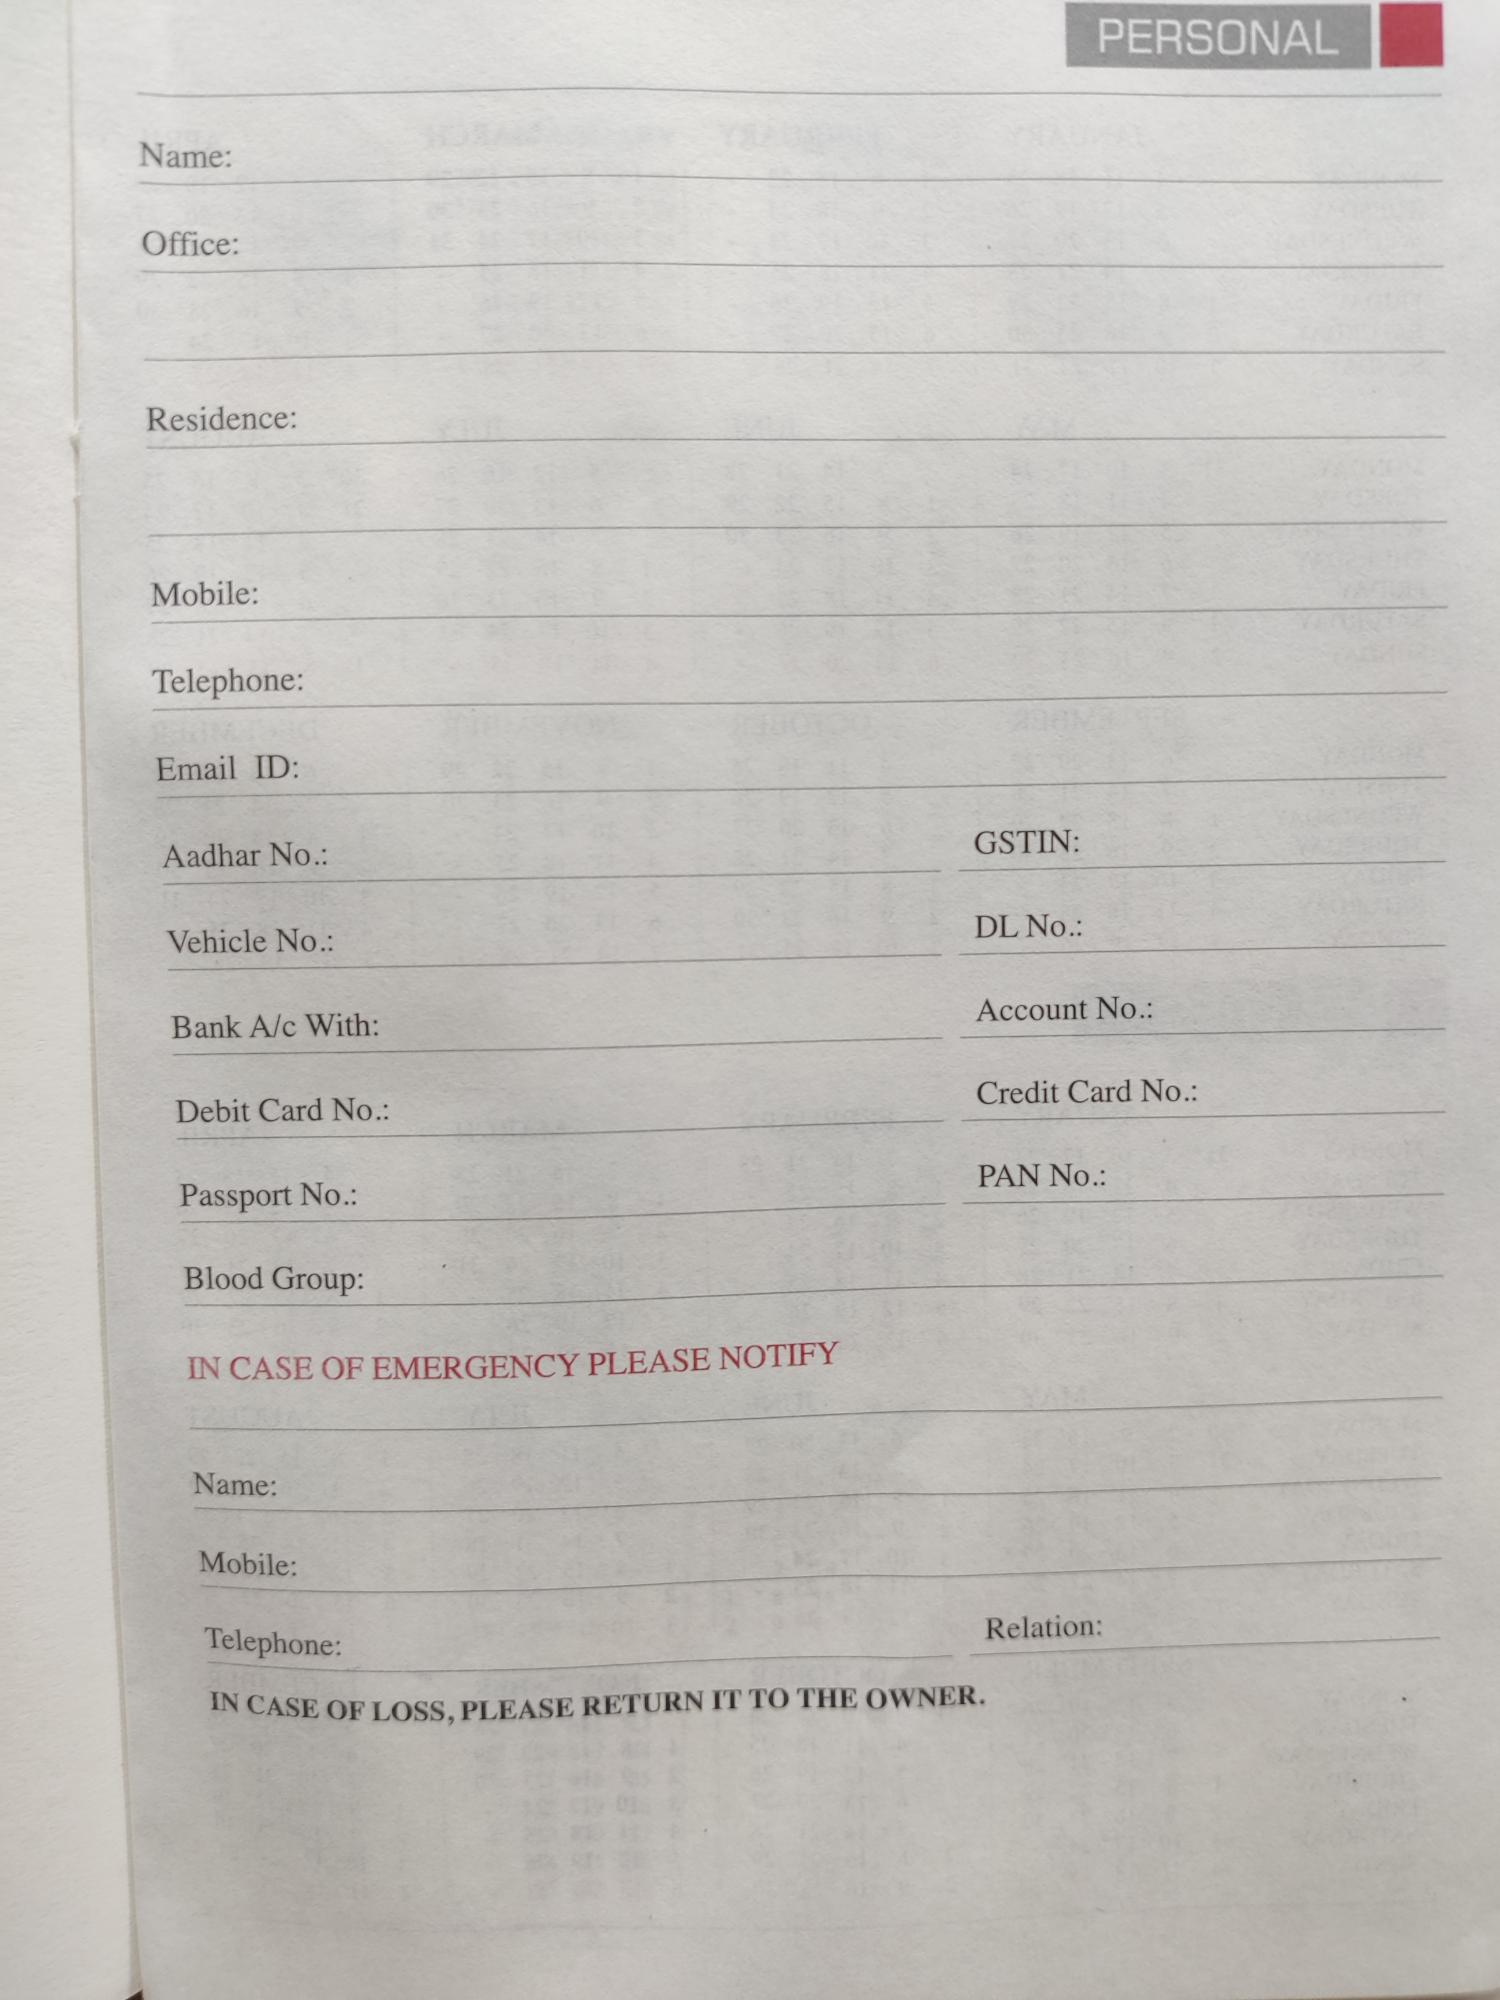 PERSONAL
Name:
Office:
Residence:
Mobile:
Telephone:
Email ID:
Aadhar No.: GSTIN:
Vehicle No.: DL No.:
Bank A/c With: Account No.:
Debit Card No.: Credit Card No.:
Passport No.: PAN No.:
Blood Group:
IN CASE OF EMERGENCY PLEASE NOTIFY
Name:
Mobile:
Telephone: Relation:
IN CASE OF LOSS, PLEASE RETURN IT TO THE OWNER.